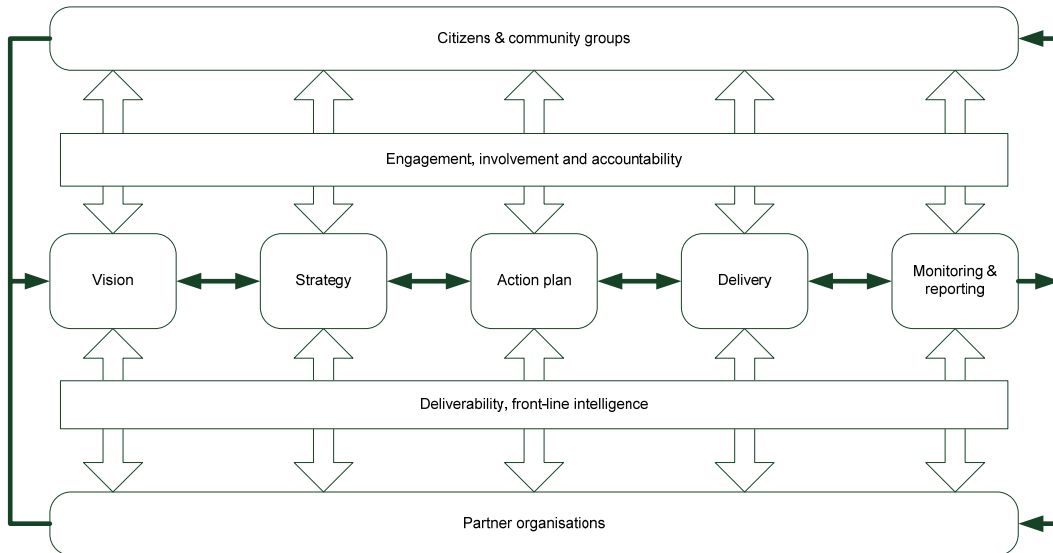 Citizens & community groups
Engagement, involvement and accountability
Vision
Strategy
Action plan
Delivery
Monitoring &
reporting
Deliverability, front-line intelligence
Partner organisations